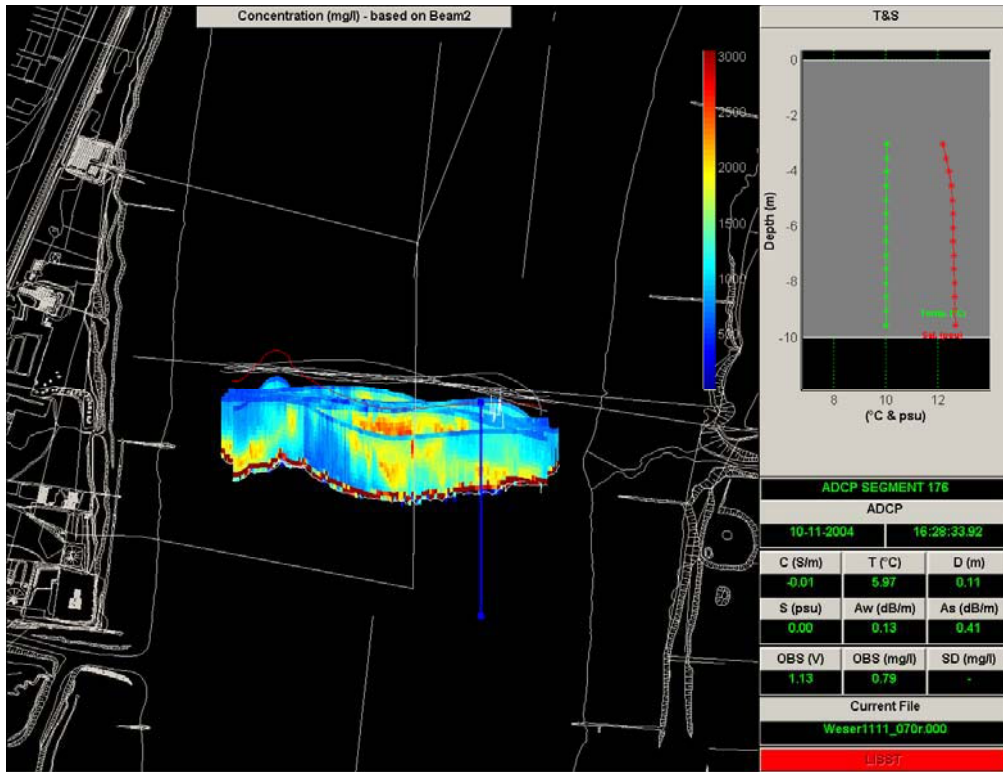 Concentration (mg/l) - based on Beam2
3000
2500
2000
1500
1000
500
T&S
0
-2
-4
-6
-8
-10
Depth (m)
Temp (°C)
Sal (psu)
8 10 12
(°C & psu)
ADCP SEGMENT 176
ADCP
10-11-2004 16:28:33.92
C (S/m) T (°C) D (m)
-0.01 5.97 0.11
S (psu) Aw (dB/m) As (dB/m)
0.00 0.13 0.41
OBS (V) OBS (mg/l) SD (mg/l)
1.13 0.79 -
Current File
Weser1111_070r.000
LISST